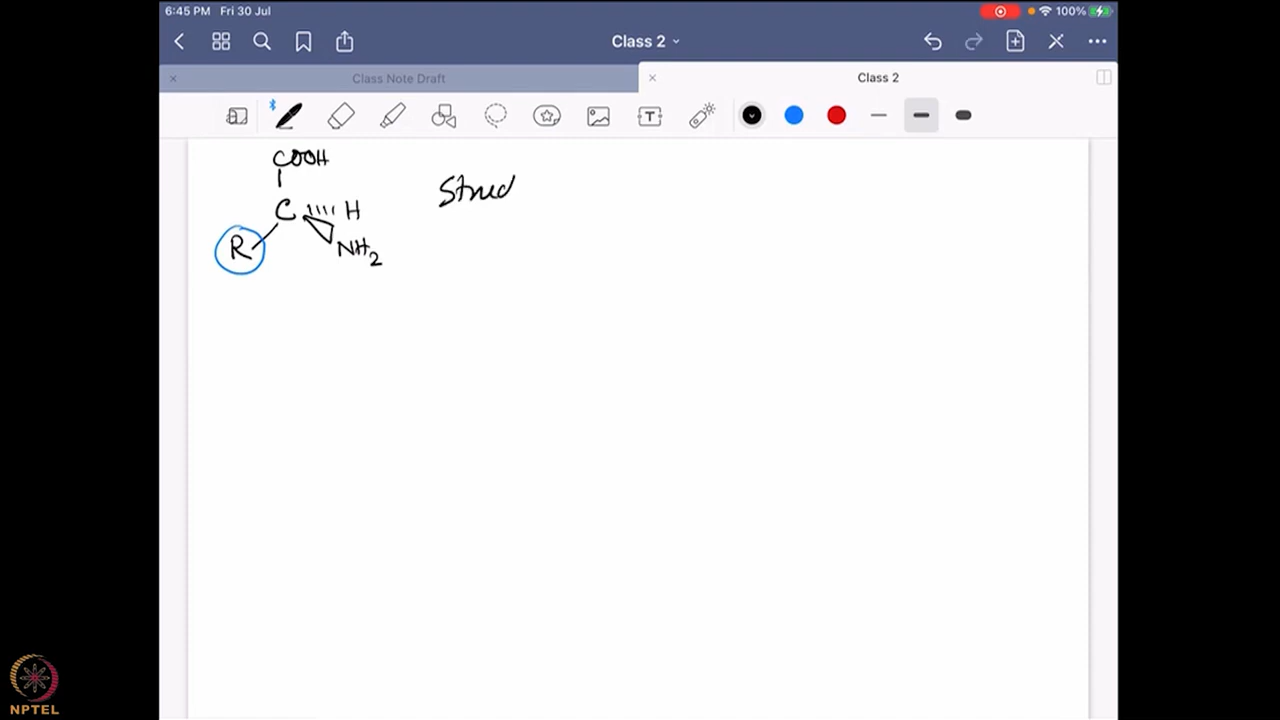 6:45 PM Fri 30 Jul 100%
Class 2
Class Note Draft Class 2
T
COOH
C H
R NH2
Struc
NPTEL